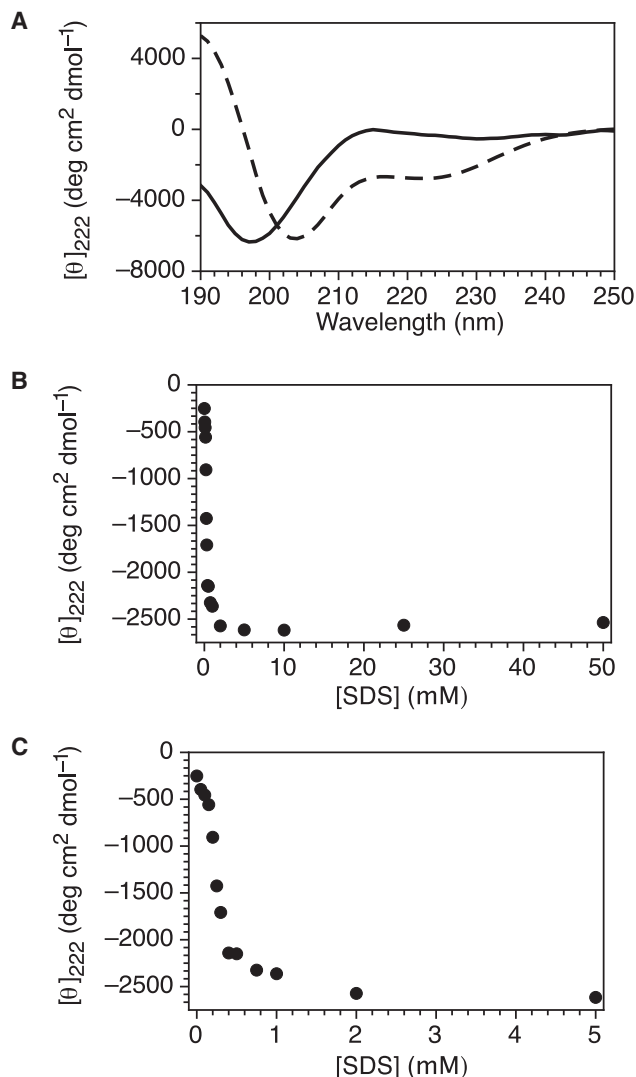 A
[θ]222 (deg cm2 dmol–1)
4000
0
–4000
–8000
190 200 210 220 230 240 250
Wavelength (nm)
B
[θ]222 (deg cm2 dmol–1)
0
–500
–1000
–1500
–2000
–2500
0 10 20 30 40 50
[SDS] (mM)
C
[θ]222 (deg cm2 dmol–1)
0
–500
–1000
–1500
–2000
–2500
0 1 2 3 4 5
[SDS] (mM)